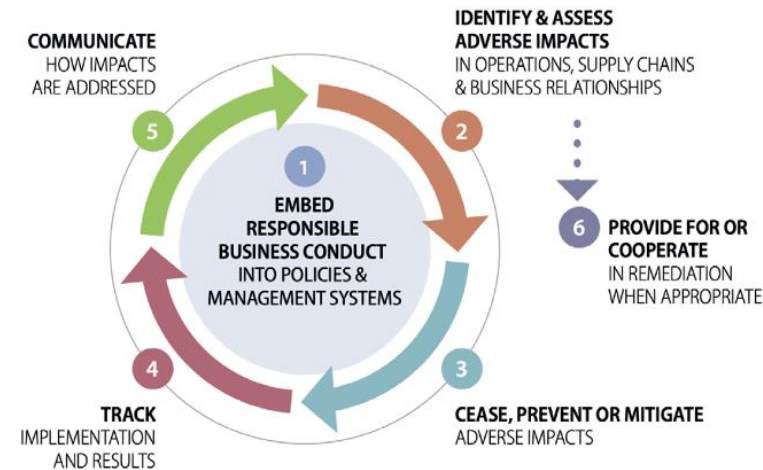 1
EMBED
RESPONSIBLE
BUSINESS CONDUCT
INTO POLICIES &
MANAGEMENT SYSTEMS
2
IDENTIFY & ASSESS
ADVERSE IMPACTS
IN OPERATIONS, SUPPLY CHAINS
& BUSINESS RELATIONSHIPS
3
CEASE, PREVENT OR MITIGATE
ADVERSE IMPACTS
4
TRACK
IMPLEMENTATION
AND RESULTS
5
COMMUNICATE
HOW IMPACTS
ARE ADDRESSED
6
PROVIDE FOR OR
COOPERATE
IN REMEDIATION
WHEN APPROPRIATE